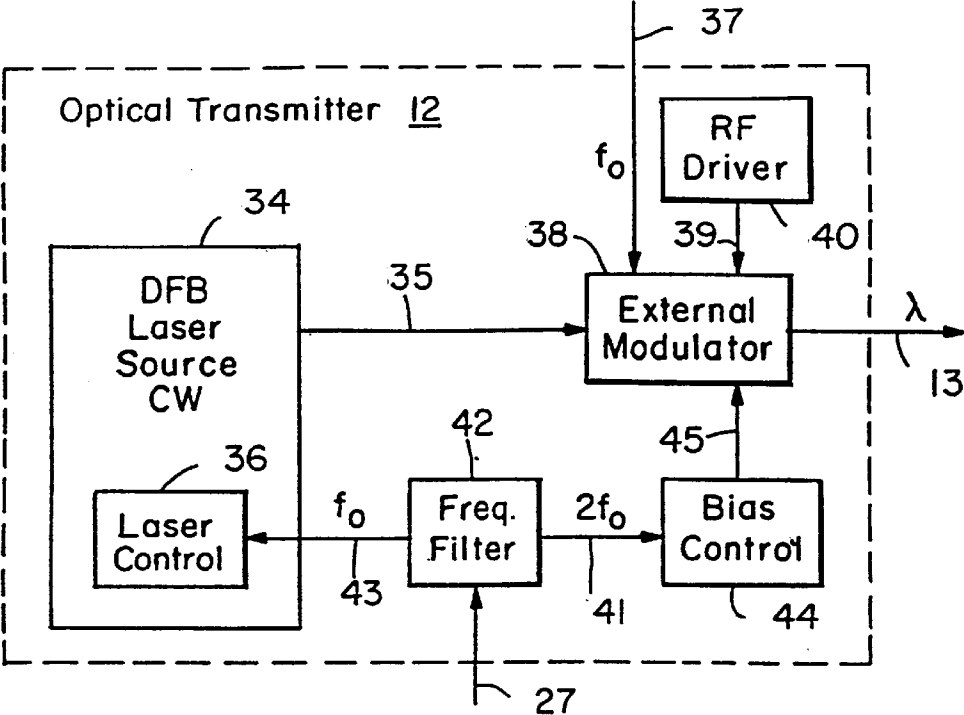 37
Optical Transmitter 12
RF
Driver
fo
34
38
39
40
35
DFB
Laser
Source
CW
External
Modulator
λ
13
42
45
36
fo
Freq.
Filter
2fo
Bias
Control
Laser
Control
43
41
44
27